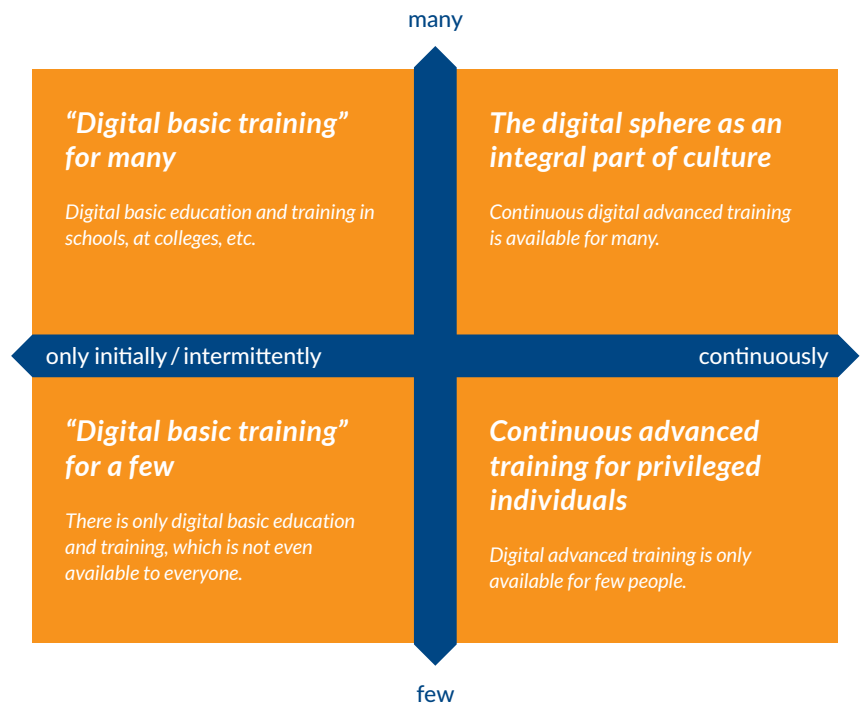 many
“Digital basic training”
for many
Digital basic education and training in
schools, at colleges, etc.
The digital sphere as an
integral part of culture
Continuous digital advanced training
is available for many.
only initially / intermittently
continuously
“Digital basic training”
for a few
There is only digital basic education
and training, which is not even
available to everyone.
Continuous advanced
training for privileged
individuals
Digital advanced training is only
available for few people.
few